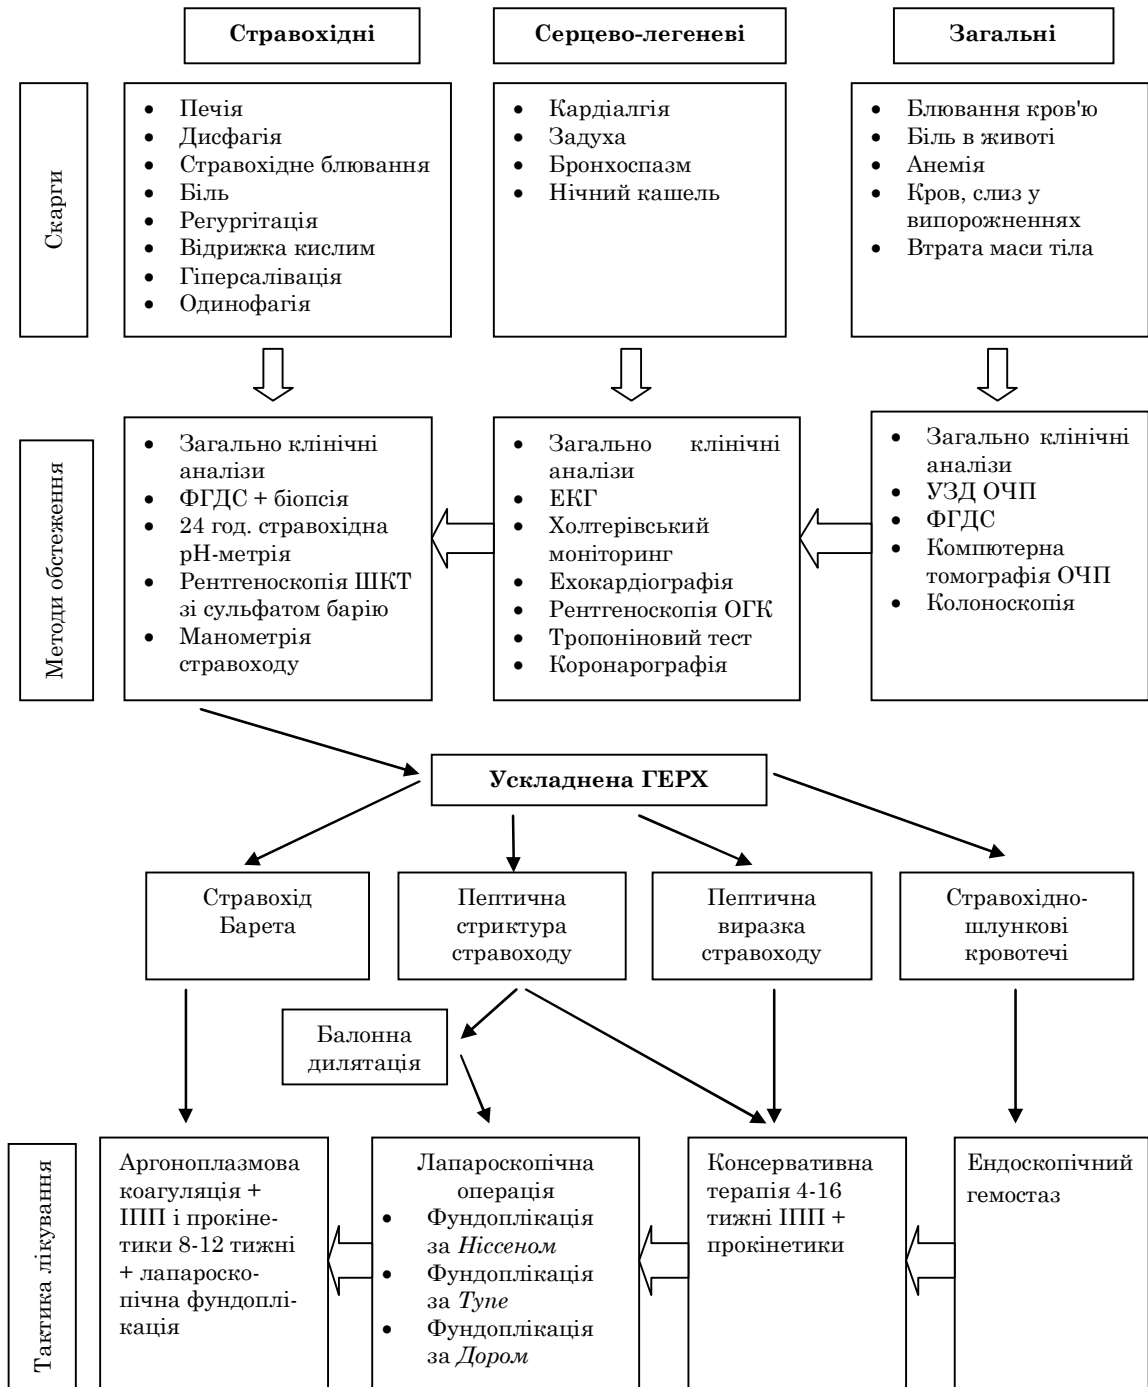 Стравохідні
Серцево-легеневі
Загальні
Скарги
Печія
Дисфагія
Стравохідне блювання
Біль
Регургітація
Відрижка кислим
Гіперсалівація
Одинофагія
Кардіалгія
Задуха
Бронхоспазм
Нічний кашель
Блювання кров'ю
Біль в животі
Анемія
Кров, слиз у
випорожненнях
Втрата маси тіла
Методи обстеження
Загально клінічні
аналізи
ФГДС + біопсія
24 год. стравохідна
pH-метрія
Рентгеноскопія ШКТ
зі сульфатом барію
Манометрія
стравоходу
Загально клінічні
аналізи
ЕКГ
Холтерівський
моніторинг
Ехокардіографія
Рентгеноскопія ОГК
Тропоніновий тест
Коронарографія
Загально клінічні
аналізи
УЗД ОЧП
ФГДС
Компютерна
томографія ОЧП
Колоноскопія
Ускладнена ГЕРХ
Стравохід
Барета
Пептична
стриктура
стравоходу
Пептична
виразка
стравоходу
Стравохідно-
шлункові
кровотечі
Балонна
дилятація
Тактика лікування
Аргоноплазмова
коагуляція +
ІПП і прокіне-
тики 8-12 тижні
+ лапароско-
пічна фундоплі-
кація
Лапароскопічна
операція
Фундоплікація
за Ніссеном
Фундоплікація
за Тупе
Фундоплікація
за Дором
Консервативна
терапія 4-16
тижні ІПП +
прокінетики
Ендоскопічний
гемостаз